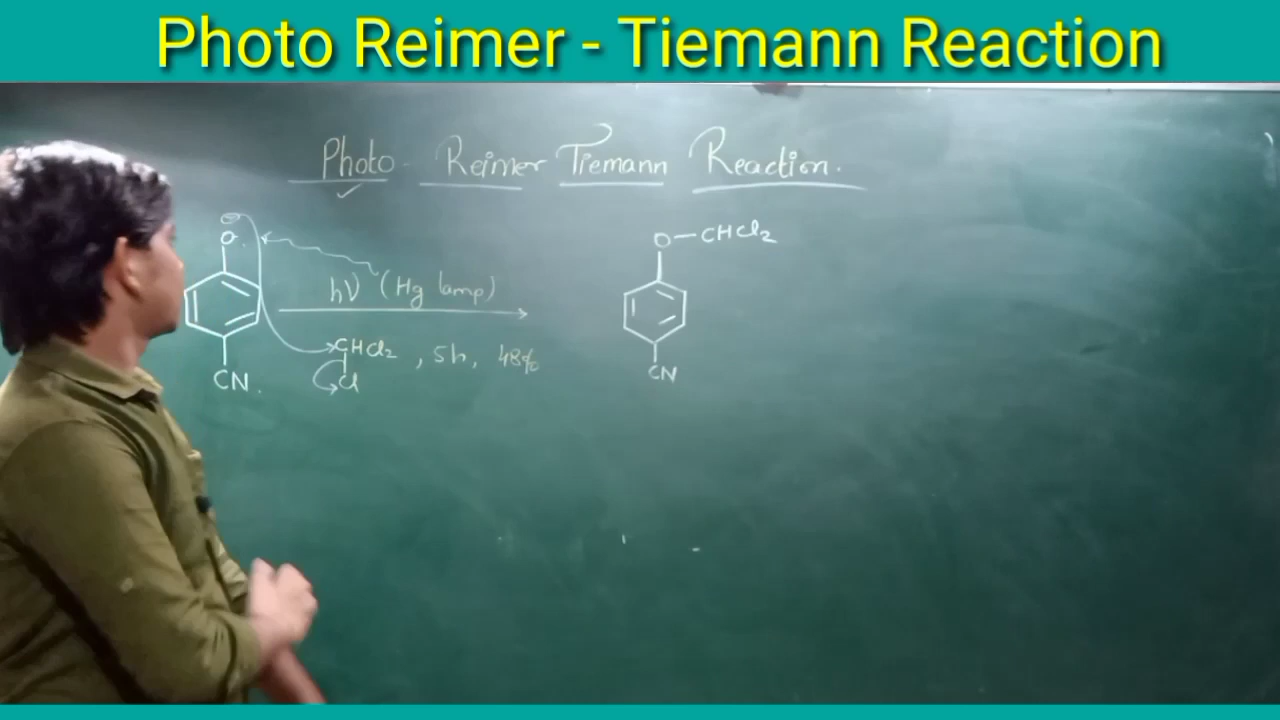 Photo Reimer - Tiemann Reaction
Photo - Reimer Tiemann Reaction.
⊖
O
O-CHCl2
hν (Hg lamp)
CHCl2, 5h, 48%
Cl
CN.
CN